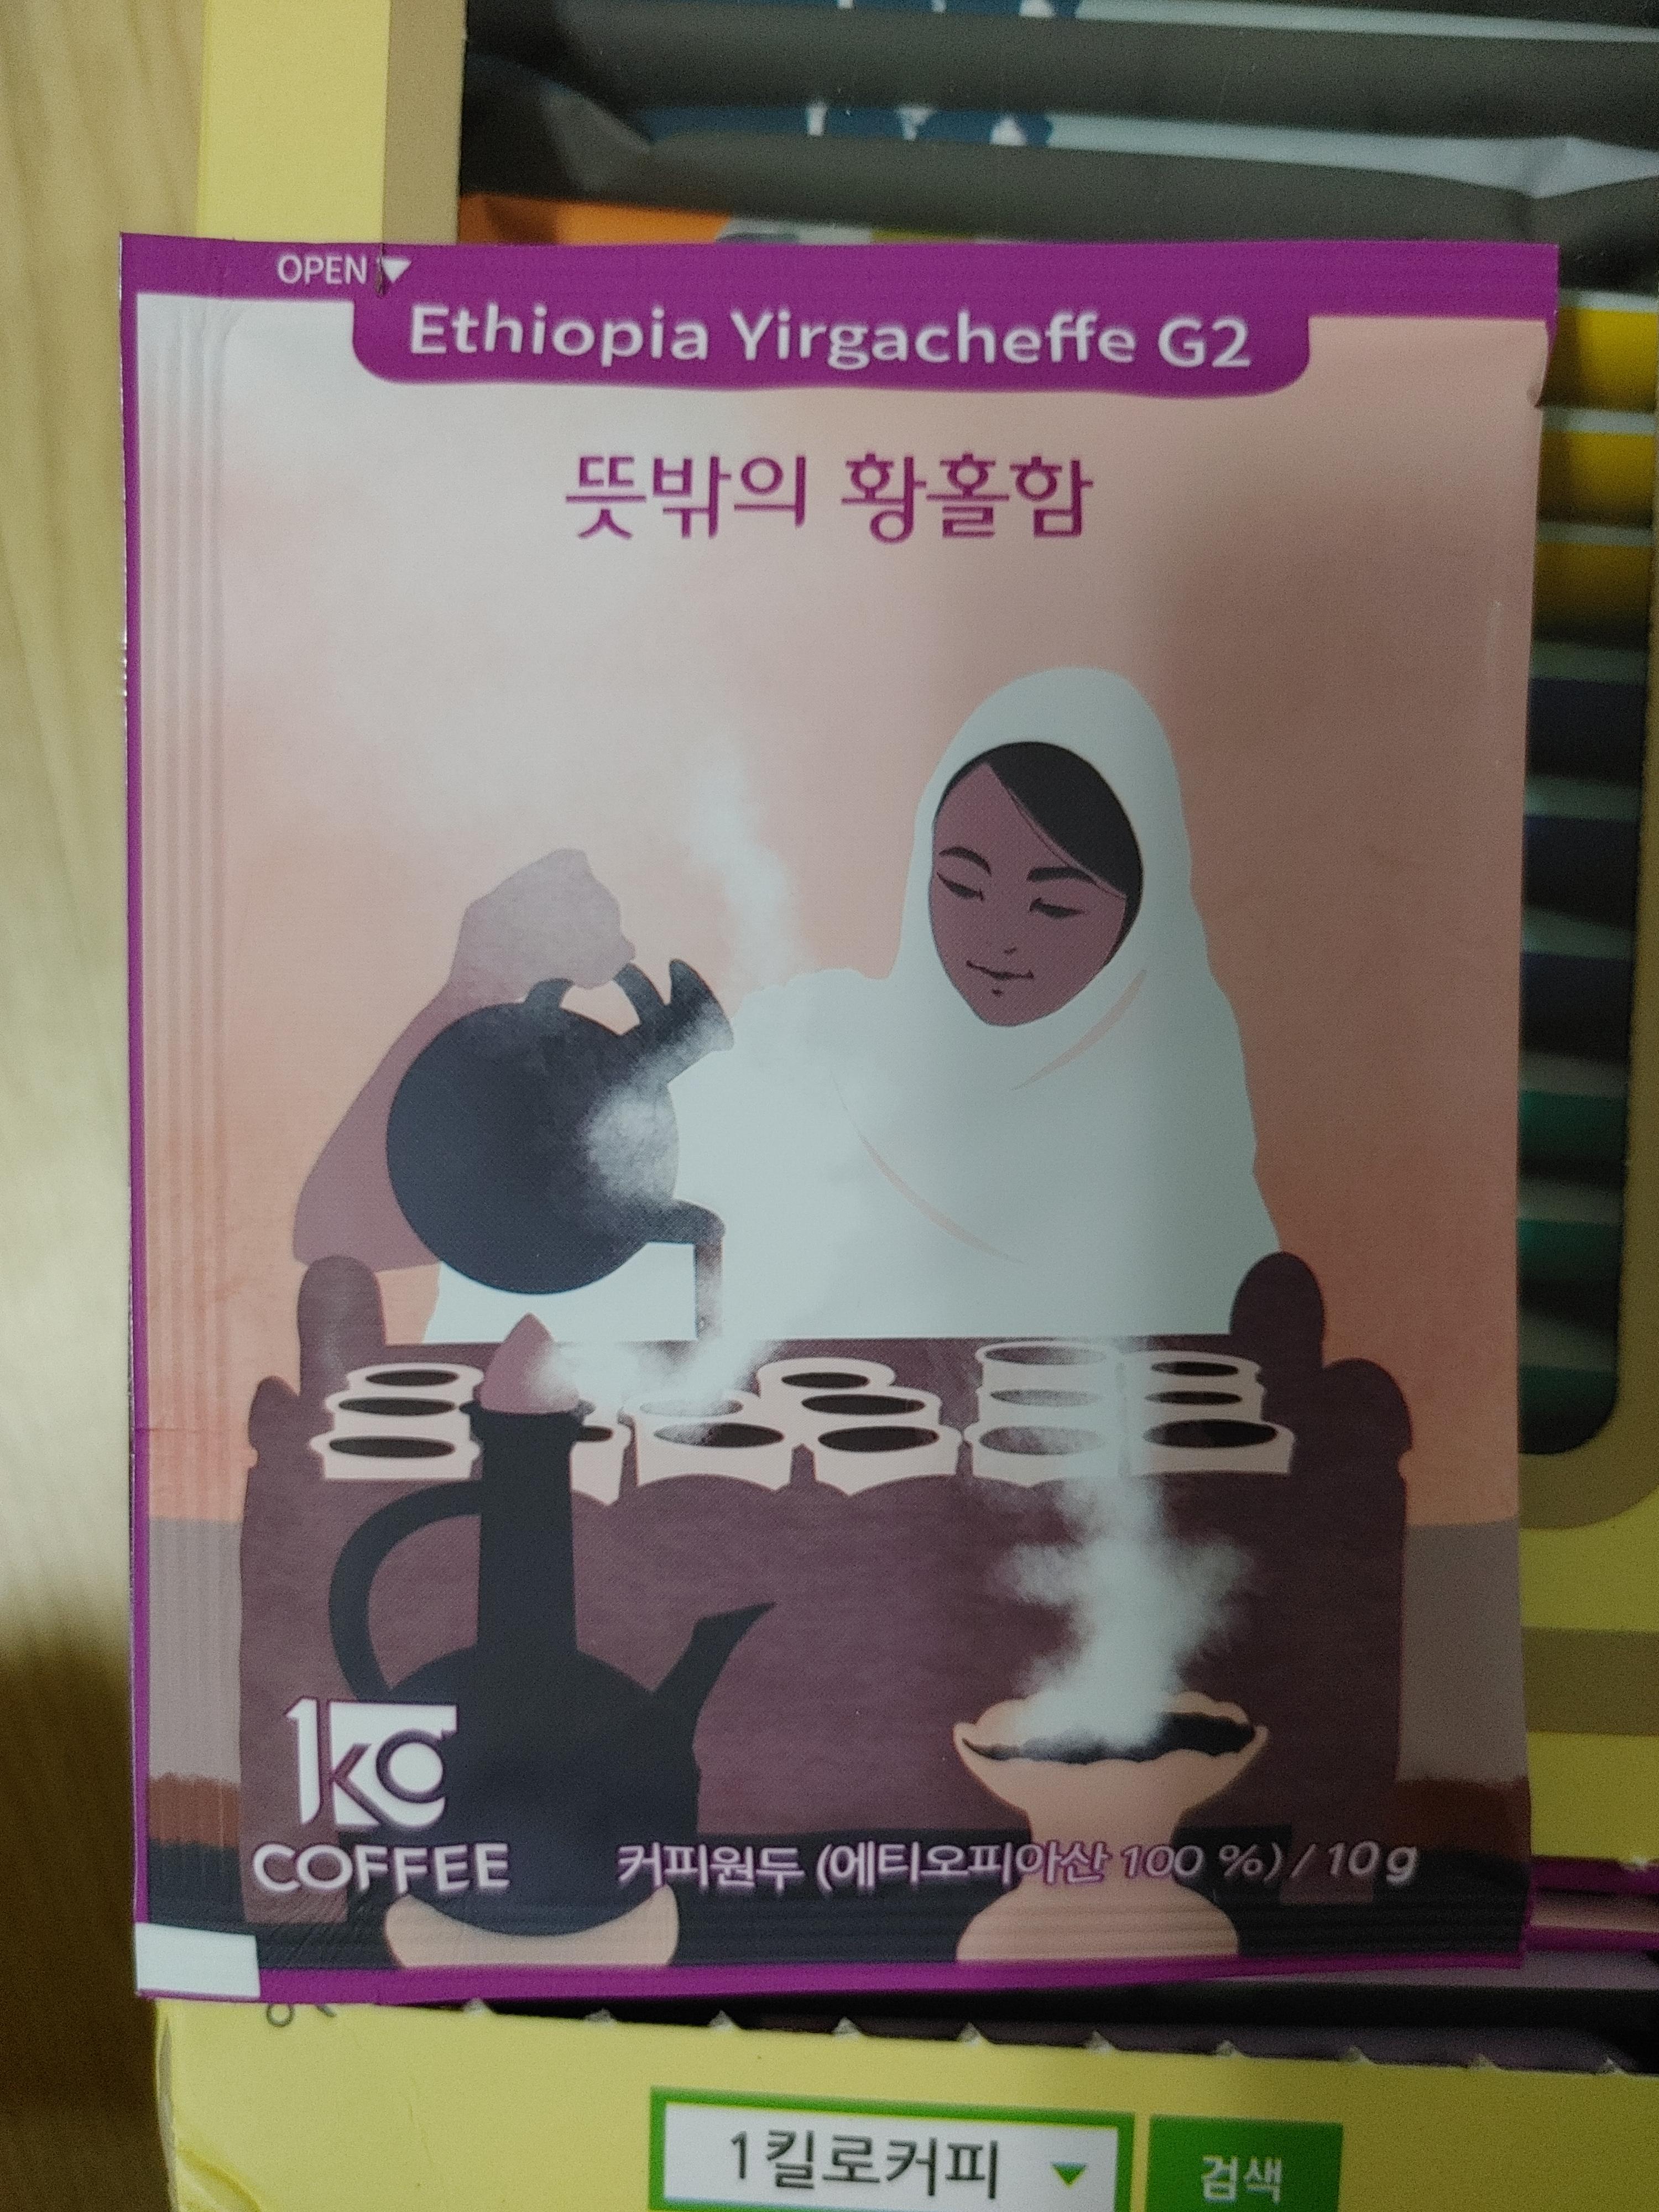 OPEN
Ethiopia Yirgacheffe G2
뜻밖의 황홀함
1kg
COFFEE
커피원두 (에티오피아산 100 %) / 10 g
1킬로커피
검색